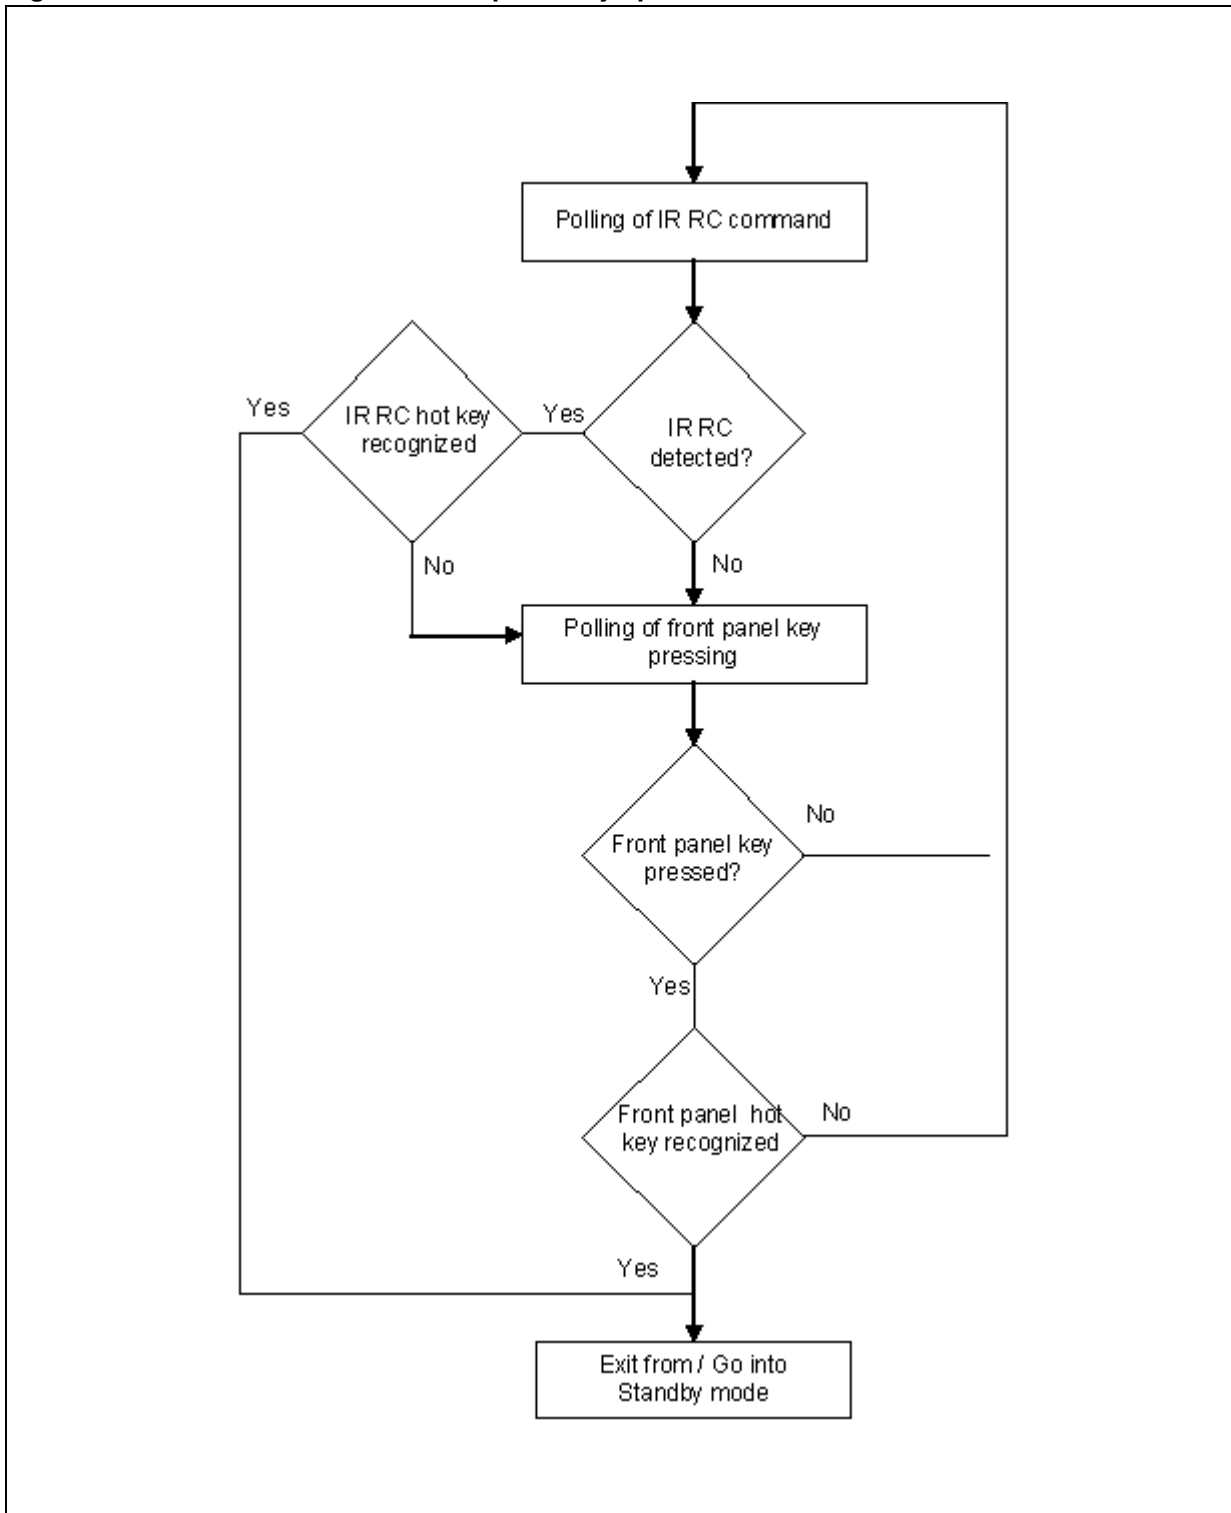 Polling of IR RC command
Yes
IR RC hot key
recognized
Yes
IR RC
detected?
No
No
Polling of front panel key
pressing
No
Front panel key
pressed?
Yes
Front panel hot
key recognized
No
Yes
Exit from / Go into
Standby mode